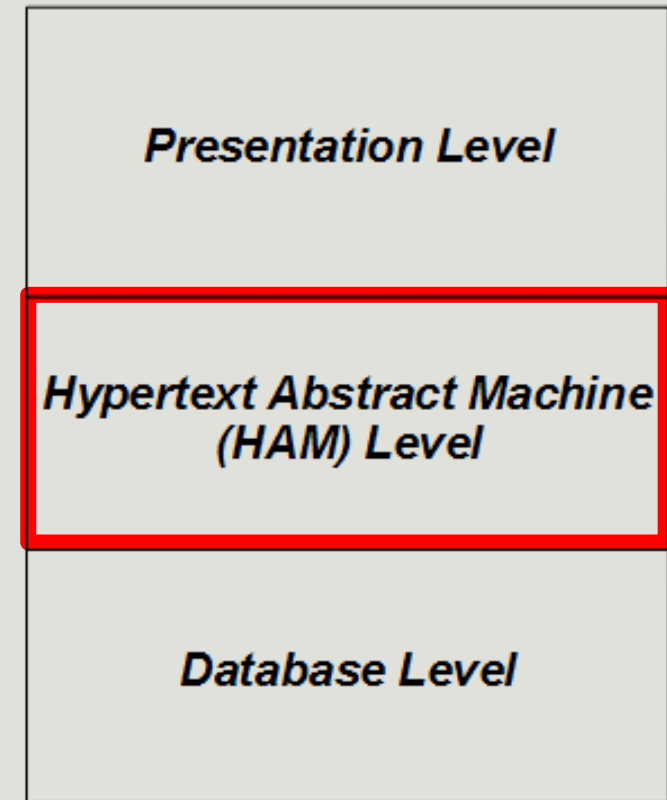 Presentation Level
Hypertext Abstract Machine
(HAM) Level
Database Level